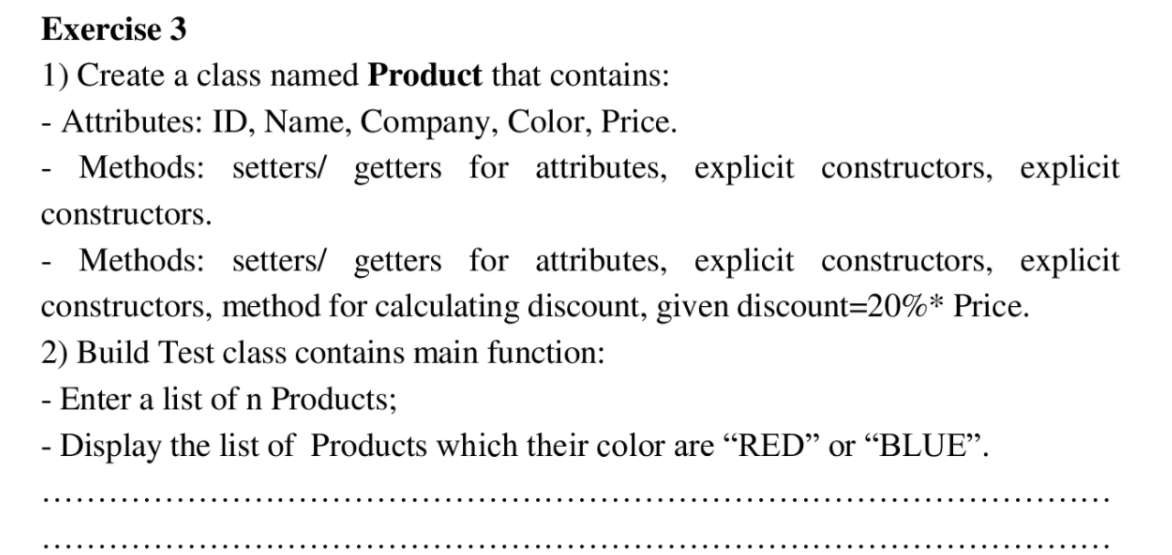 Exercise 3
1) Create a class named Product that contains:
- Attributes: ID, Name, Company, Color, Price.
- Methods: setters/ getters for attributes, explicit constructors, explicit
constructors.
- Methods: setters/ getters for attributes, explicit constructors, explicit
constructors, method for calculating discount, given discount=20%* Price.
2) Build Test class contains main function:
- Enter a list of n Products;
- Display the list of Products which their color are “RED” or “BLUE”.
……………………………………………………………………………………
……………………………………………………………………………………